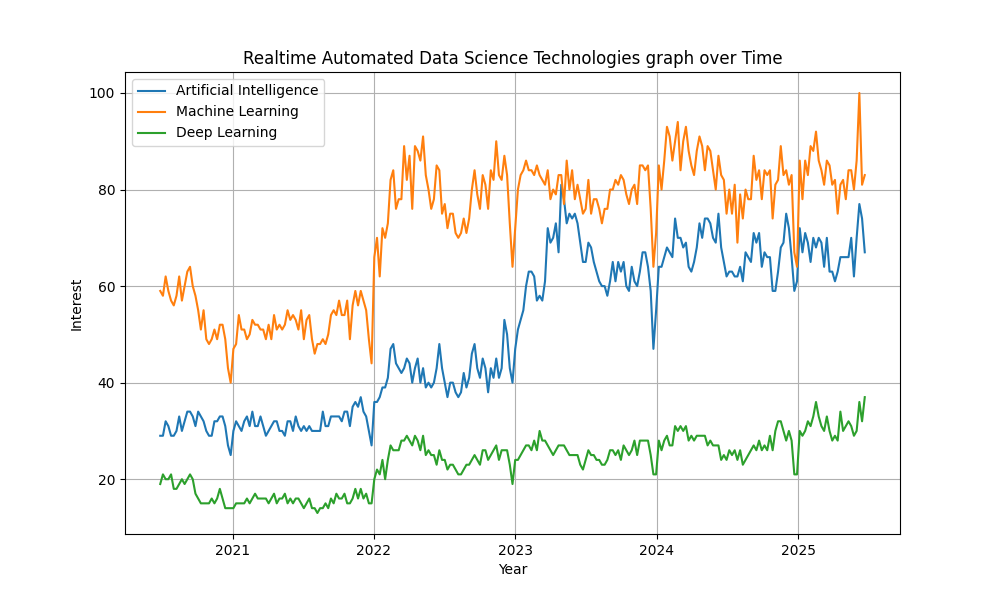 Realtime Automated Data Science Technologies graph over Time
Artificial Intelligence
Machine Learning
Deep Learning
100
80
60
40
20
Interest
2021 2022 2023 2024 2025
Year